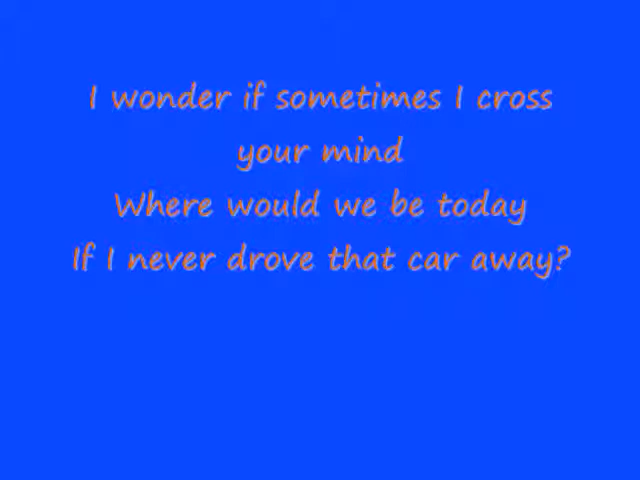 I wonder if sometimes I cross
your mind
Where would we be today
If I never drove that car away?